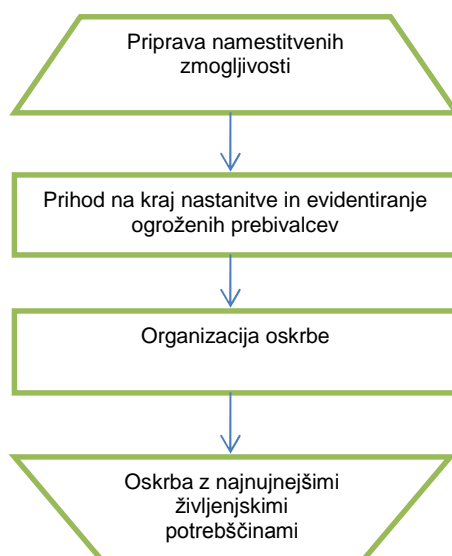 Priprava namestitvenih
zmogljivosti
Prihod na kraj nastanitve in evidentiranje
ogroženih prebivalcev
Organizacija oskrbe
Oskrba z najnujnejšimi
življenjskimi
potrebščinami